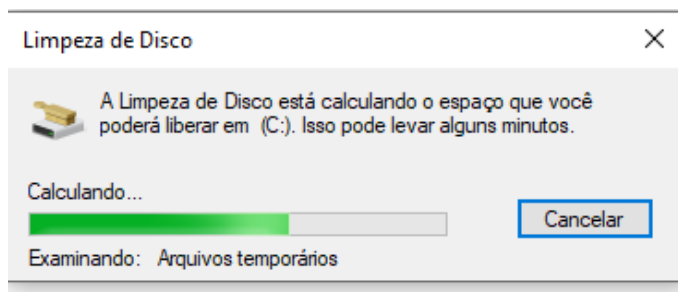 Limpeza de Disco
A Limpeza de Disco está calculando o espaço que você
poderá liberar em (C:). Isso pode levar alguns minutos.
Calculando...
Cancelar
Examinando: Arquivos temporários